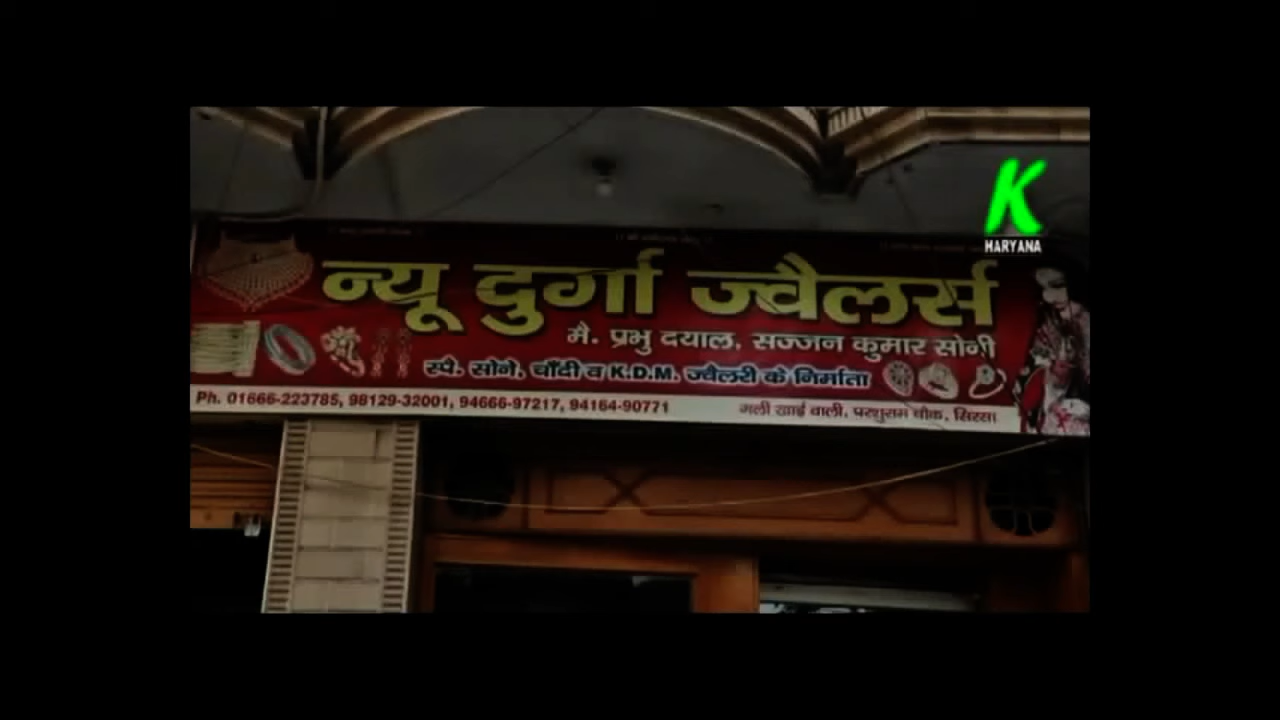 K
HARYANA
न्यू दुर्गा ज्वैलर्स
मै. प्रभु दयाल, सज्जन कुमार सोनी
स्पै. सोने, चाँदी व K.D.M. ज्वैलरी के निर्माता
Ph. 01666-223785, 98129-32001, 94666-97217, 94164-90771
गली खाई वाली, परशुराम चौक, सिरसा